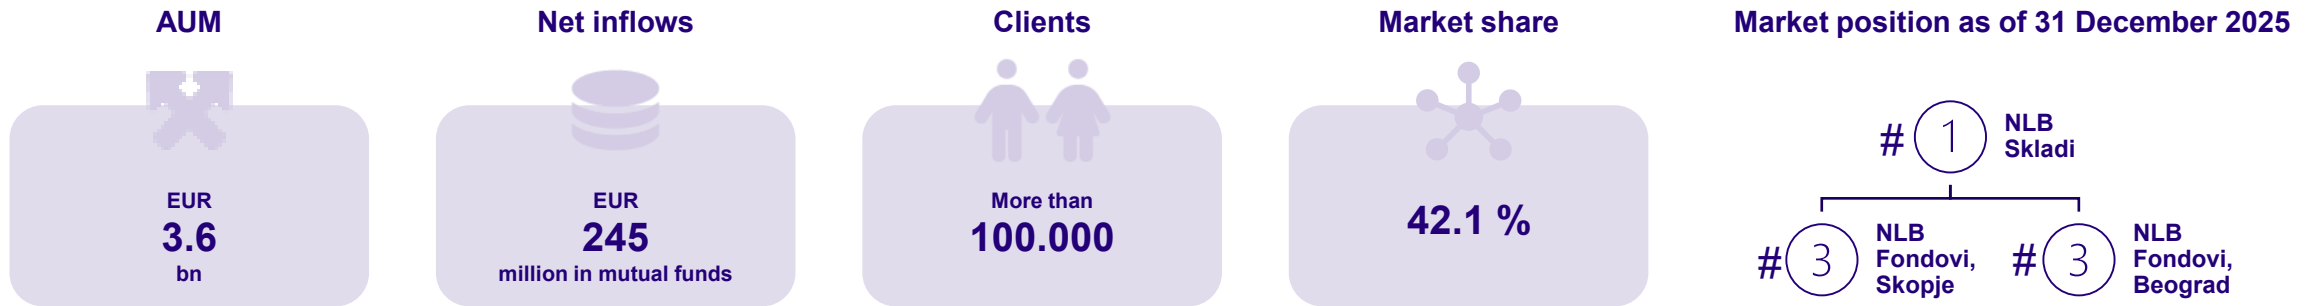 AUM
EUR
3.6
bn
Net inflows
EUR
245
million in mutual funds
Clients
More than
100.000
Market share
42.1 %
Market position as of 31 December 2025
# 1
NLB
Skladi
# 3
NLB
Fondovi,
Skopje
# 3
NLB
Fondovi,
Beograd